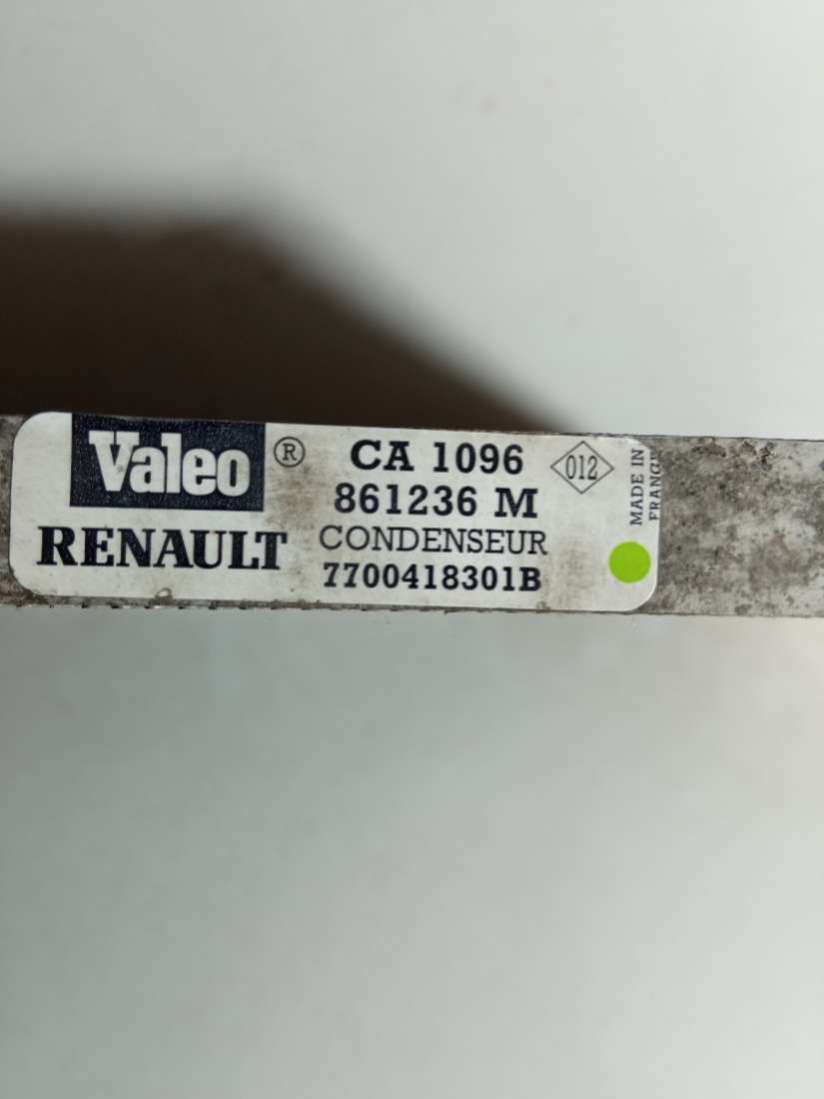 Valeo ®
RENAULT
CA 1096
861236 M
CONDENSEUR
7700418301B
012
MADE IN
FRANCE